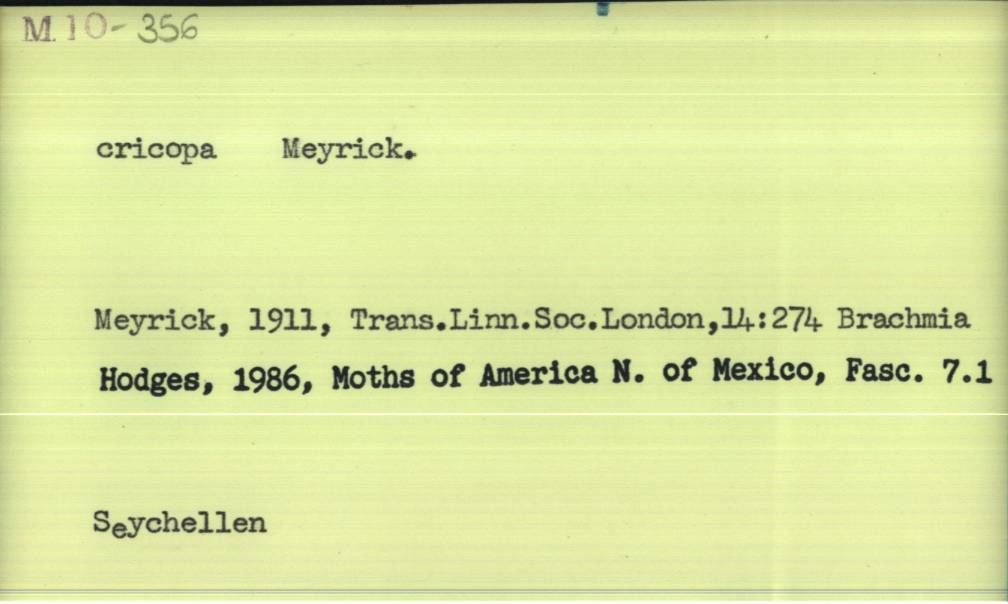 M.10-356
cricopa Meyrick.
Meyrick, 1911, Trans.Linn.Soc.London,14:274 Brachmia
Hodges, 1986, Moths of America N. of Mexico, Fasc. 7.1
Seychellen